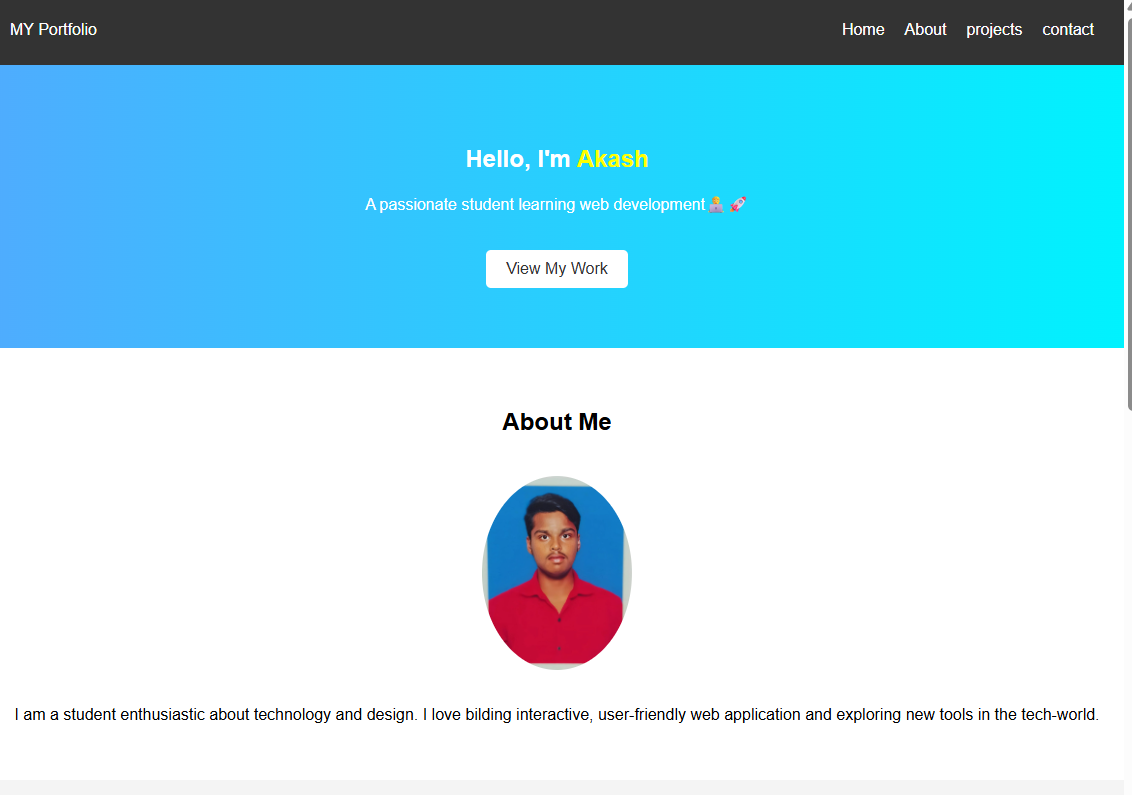 MY Portfolio
Home About projects contact
Hello, I'm Akash
A passionate student learning web development
View My Work
About Me
I am a student enthusiastic about technology and design. I love bilding interactive, user-friendly web application and exploring new tools in the tech-world.